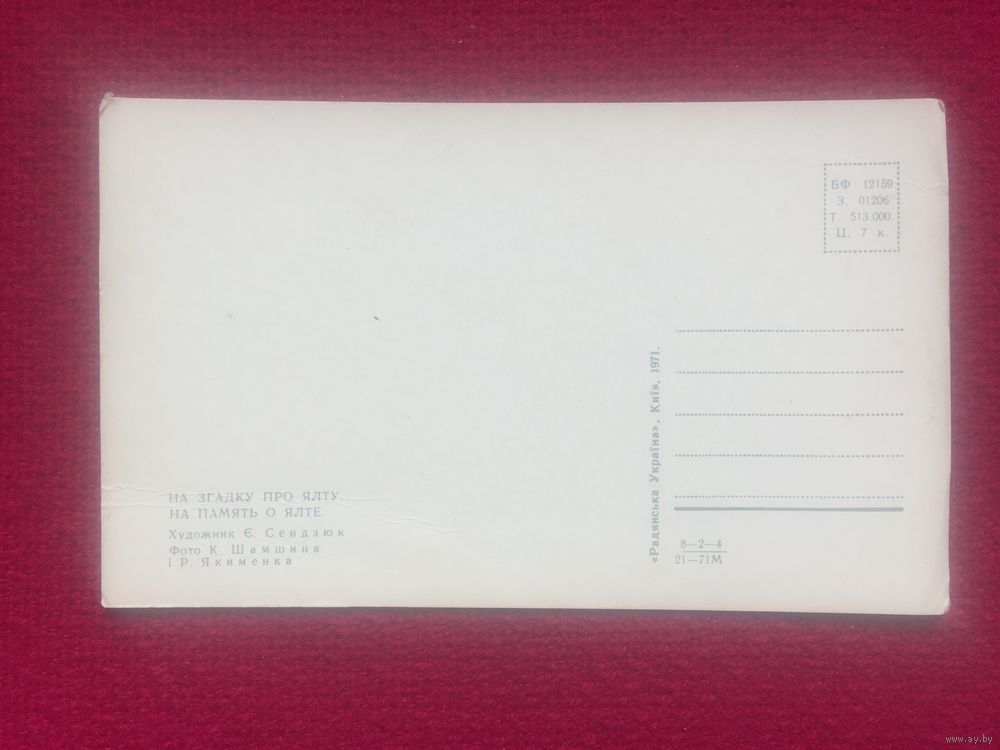 БФ 12159
З. 01206
Т. 513.000.
Ц. 7 к.
НА ЗГАДКУ ПРО ЯЛТУ.
НА ПАМЯТЬ О ЯЛТЕ.
Художник Є. Сендзюк
Фото К. Шамшина
і Р. Якименка
«Радянська Україна», Київ, 1971.
8—2—4
21—71М
www.ay.by